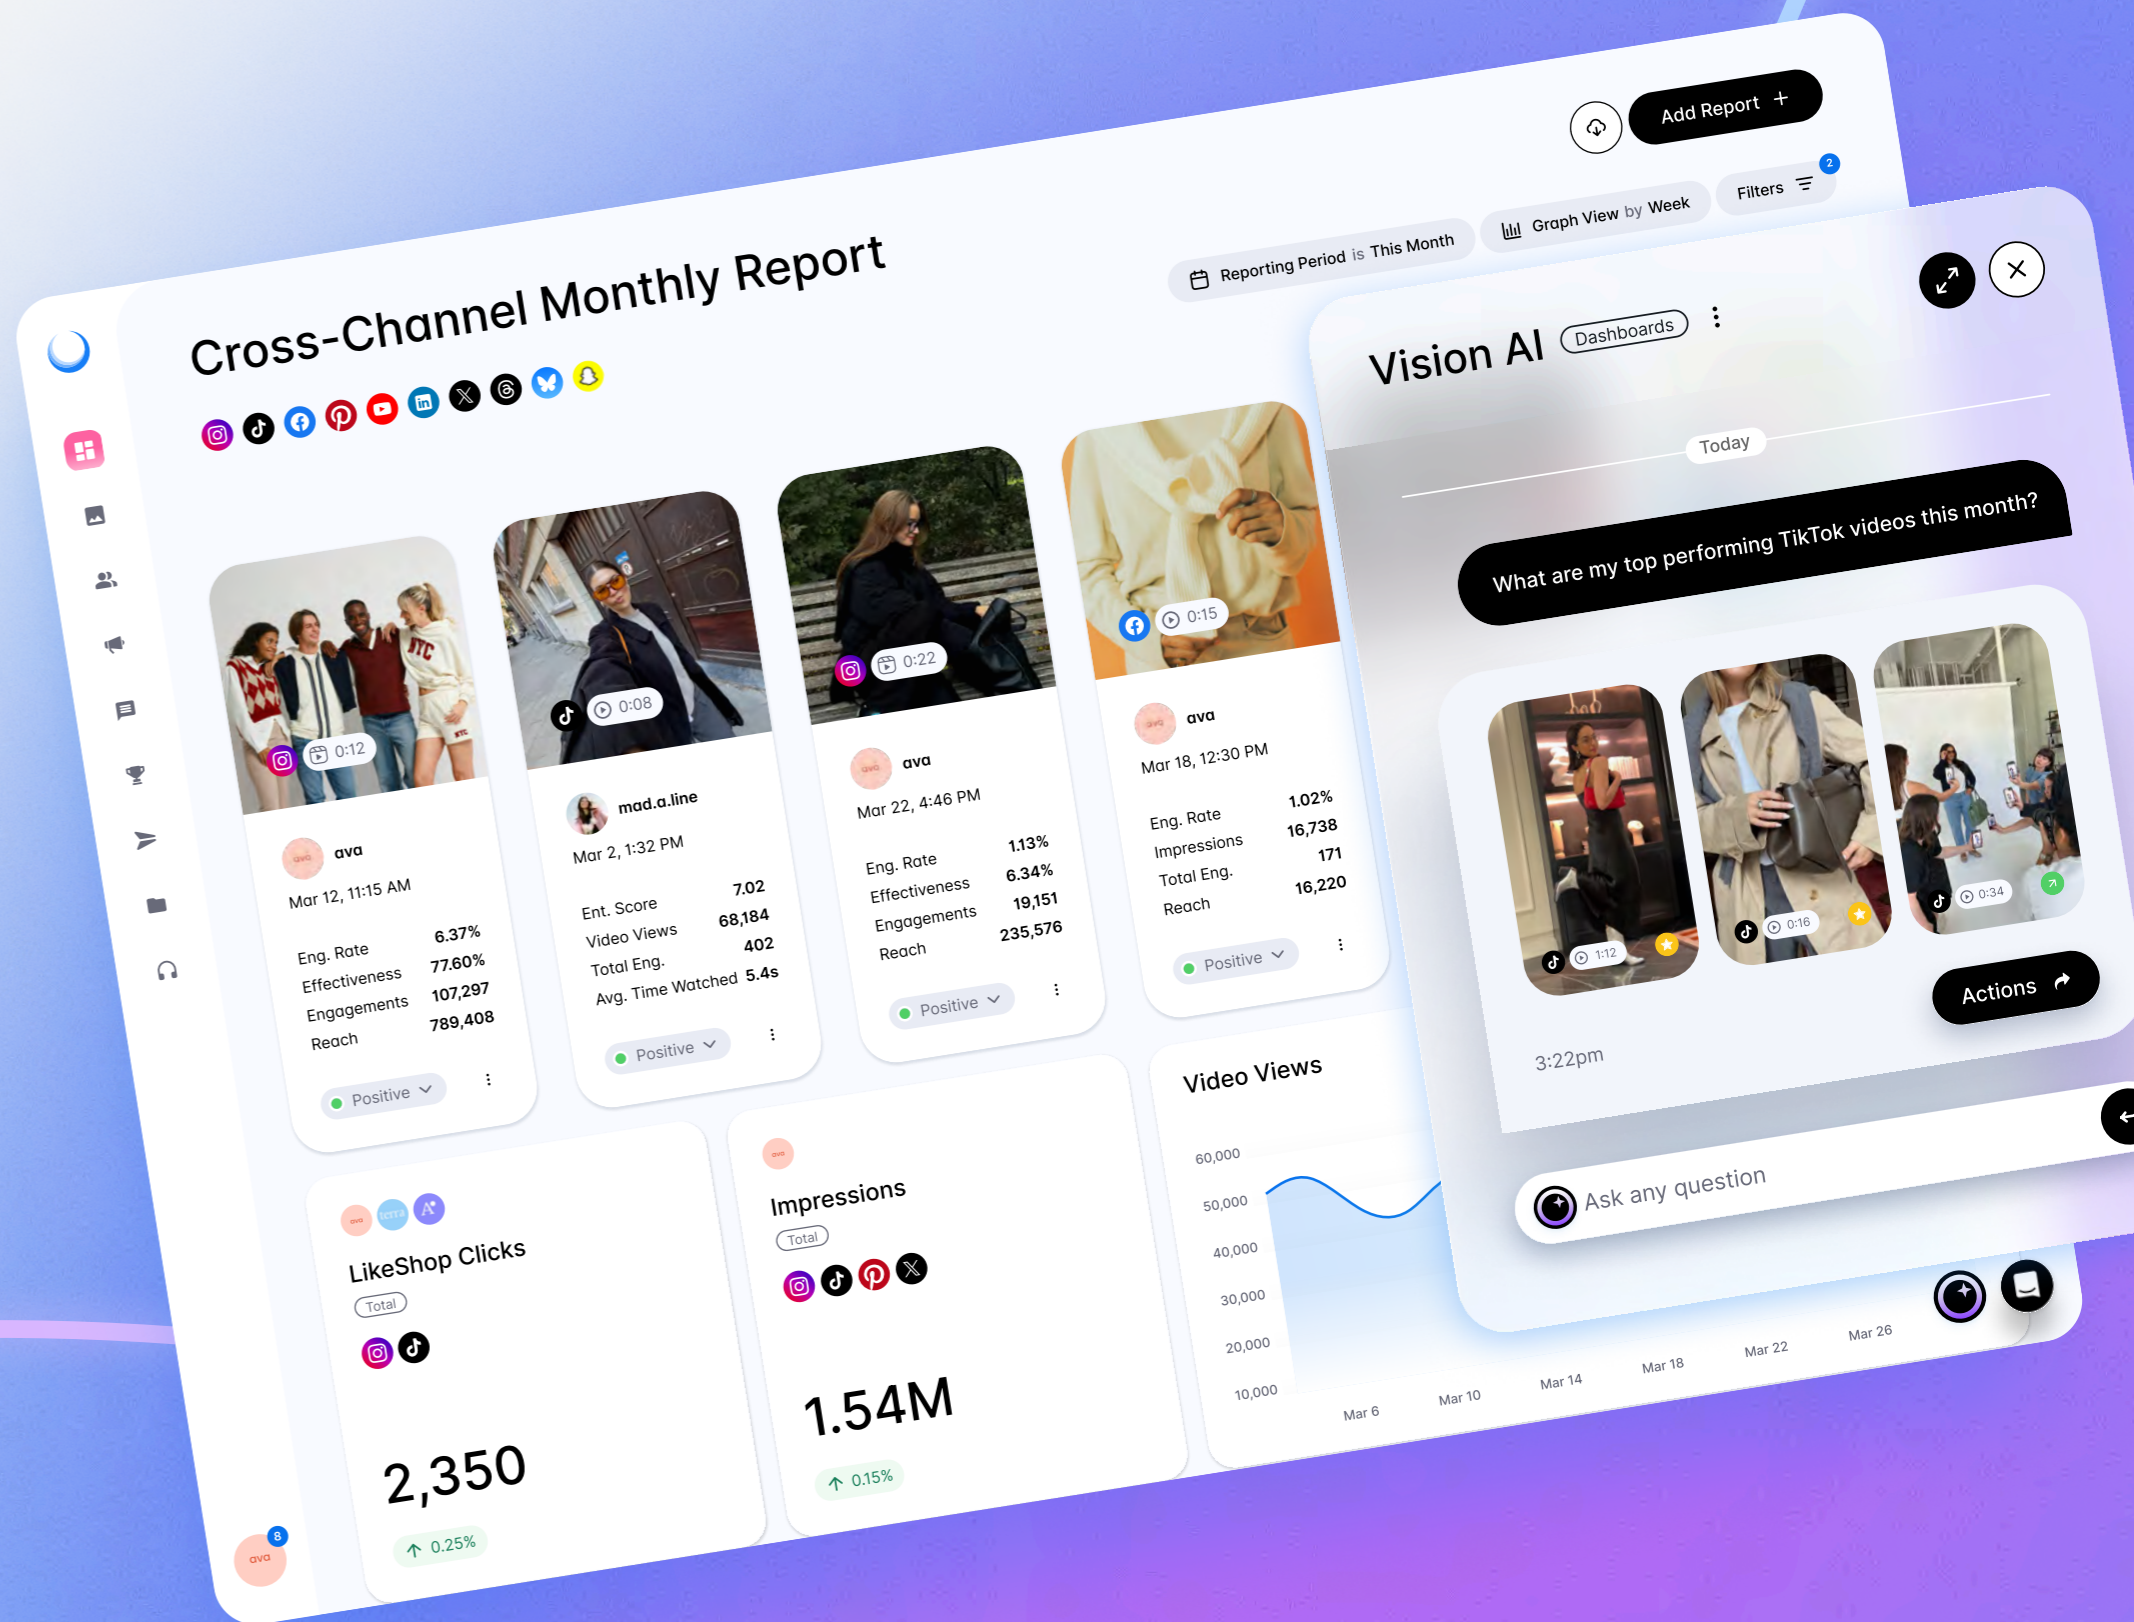 Add Report
Cross-Channel Monthly Report
Reporting Period is This Month
Graph View by Week
Filters
2
0:12
ava
Mar 12, 11:15 AM
Eng. Rate 6.37%
Effectiveness 77.60%
Engagements 107,297
Reach 789,408
Positive
0:08
mad.a.line
Mar 2, 1:32 PM
Ent. Score 7.02
Video Views 68,184
Total Eng. 402
Avg. Time Watched 5.4s
Positive
0:22
ava
Mar 22, 4:46 PM
Eng. Rate 1.13%
Effectiveness 6.34%
Engagements 19,151
Reach 235,576
Positive
0:15
ava
Mar 18, 12:30 PM
Eng. Rate 1.02%
Impressions 16,738
Total Eng. 171
Reach 16,220
Positive
ava terra A
LikeShop Clicks
Total
2,350
0.25%
ava
Impressions
Total
1.54M
0.15%
Video Views
60,000
50,000
40,000
30,000
20,000
10,000
Mar 6
Mar 10
Mar 14
Mar 18
Mar 22
Mar 26
ava
8
Vision AI
Dashboards
Today
What are my top performing TikTok videos this month?
1:12
0:16
0:34
Actions
3:22pm
Ask any question
NYC
NYC
ava
ava
ava